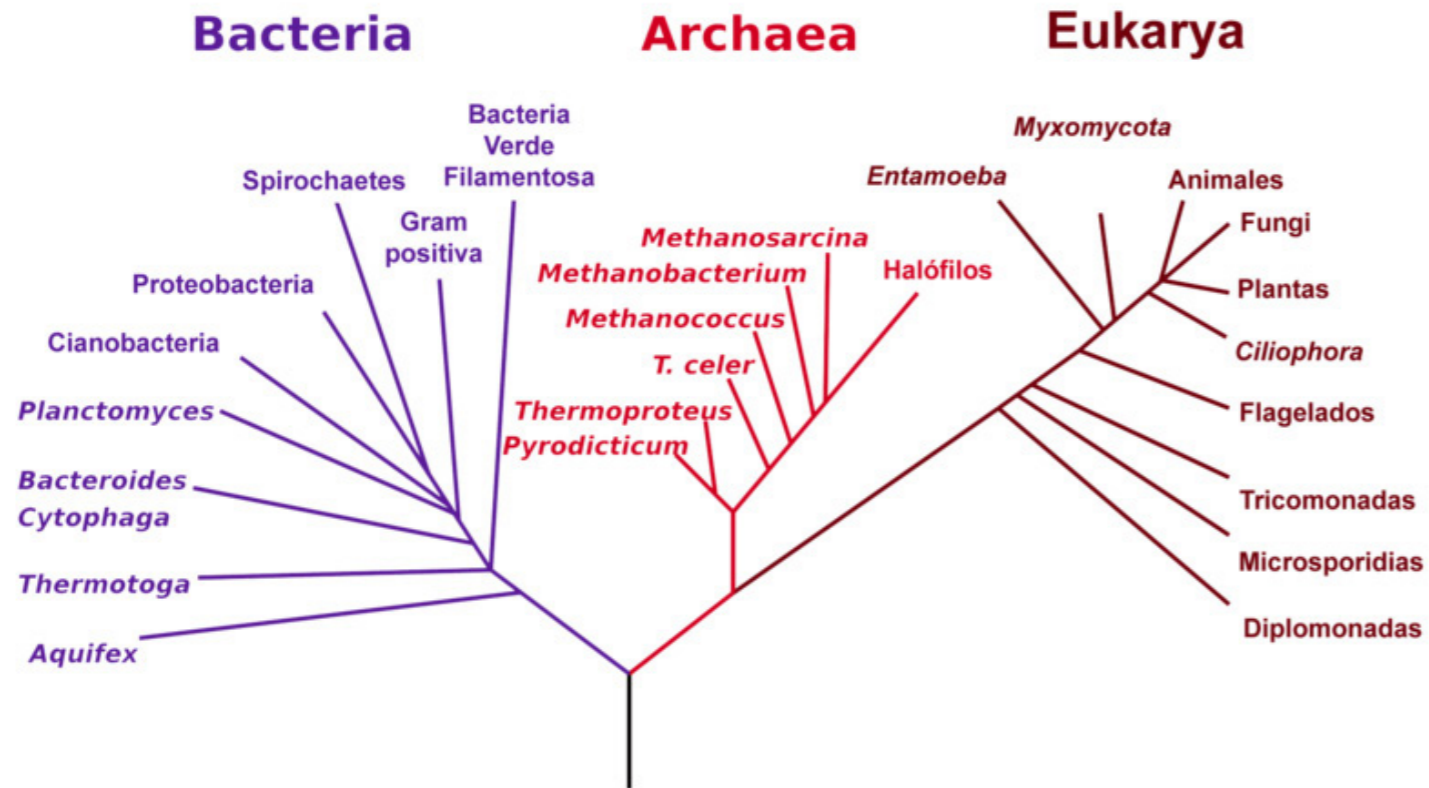 Bacteria
Archaea
Eukarya
Bacteria
Verde
Filamentosa
Spirochaetes
Gram
positiva
Proteobacteria
Cianobacteria
Planctomyces
Bacteroides
Cytophaga
Thermotoga
Aquifex
Methanosarcina
Methanobacterium
Halófilos
Methanococcus
T. celer
Thermoproteus
Pyrodicticum
Myxomycota
Entamoeba
Animales
Fungi
Plantas
Ciliophora
Flagelados
Tricomonadas
Microsporidias
Diplomonadas